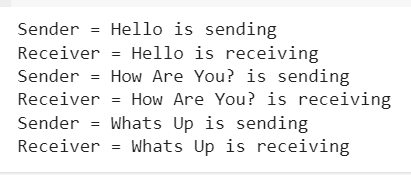 Sender = Hello is sending
Receiver = Hello is receiving
Sender = How Are You? is sending
Receiver = How Are You? is receiving
Sender = Whats Up is sending
Receiver = Whats Up is receiving